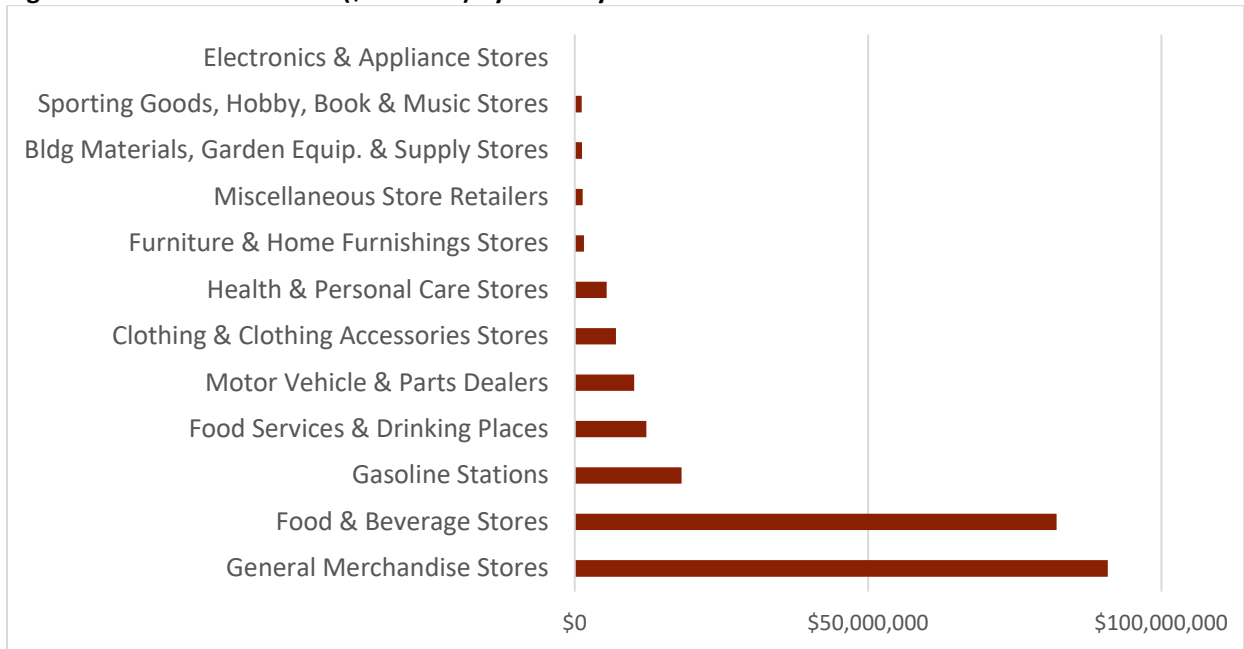 Electronics & Appliance Stores
Sporting Goods, Hobby, Book & Music Stores
Bldg Materials, Garden Equip. & Supply Stores
Miscellaneous Store Retailers
Furniture & Home Furnishings Stores
Health & Personal Care Stores
Clothing & Clothing Accessories Stores
Motor Vehicle & Parts Dealers
Food Services & Drinking Places
Gasoline Stations
Food & Beverage Stores
General Merchandise Stores
$0 $50,000,000 $100,000,000